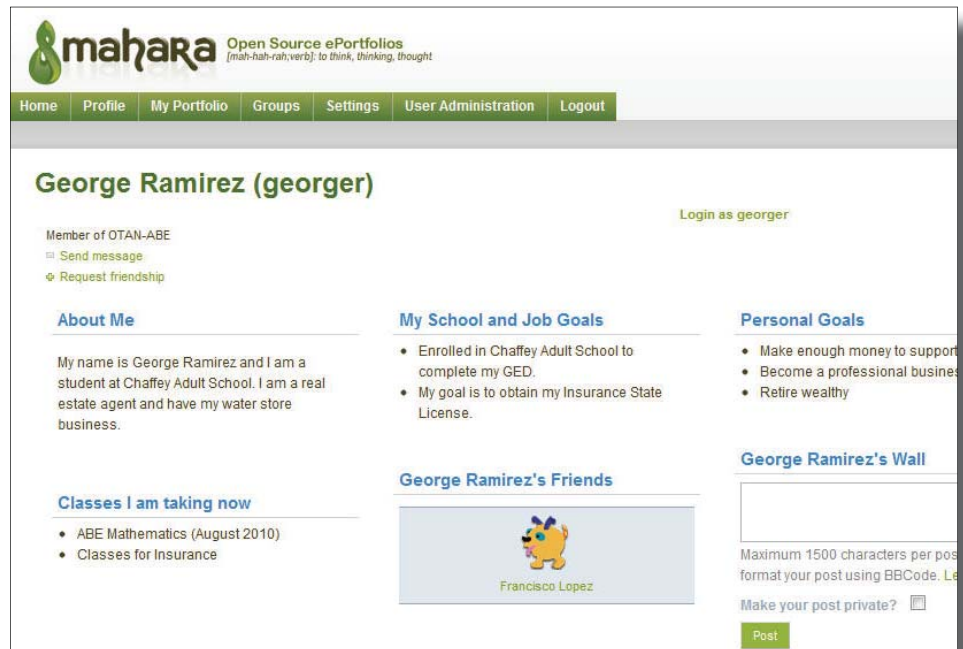 mahara
Open Source ePortfolios
[mah-hah-rah;verb]: to think, thinking, thought
Home Profile My Portfolio Groups Settings User Administration Logout
George Ramirez (georger)
Login as georger
Member of OTAN-ABE
Send message
Request friendship
About Me
My name is George Ramirez and I am a
student at Chaffey Adult School. I am a real
estate agent and have my water store
business.
Classes I am taking now
• ABE Mathematics (August 2010)
• Classes for Insurance
My School and Job Goals
• Enrolled in Chaffey Adult School to
complete my GED.
• My goal is to obtain my Insurance State
License.
George Ramirez's Friends
Francisco Lopez
Personal Goals
• Make enough money to support
• Become a professional
• Retire wealthy
George Ramirez's Wall
Maximum 1500 characters per
format your post using BBCode.
Make your post private?
Post